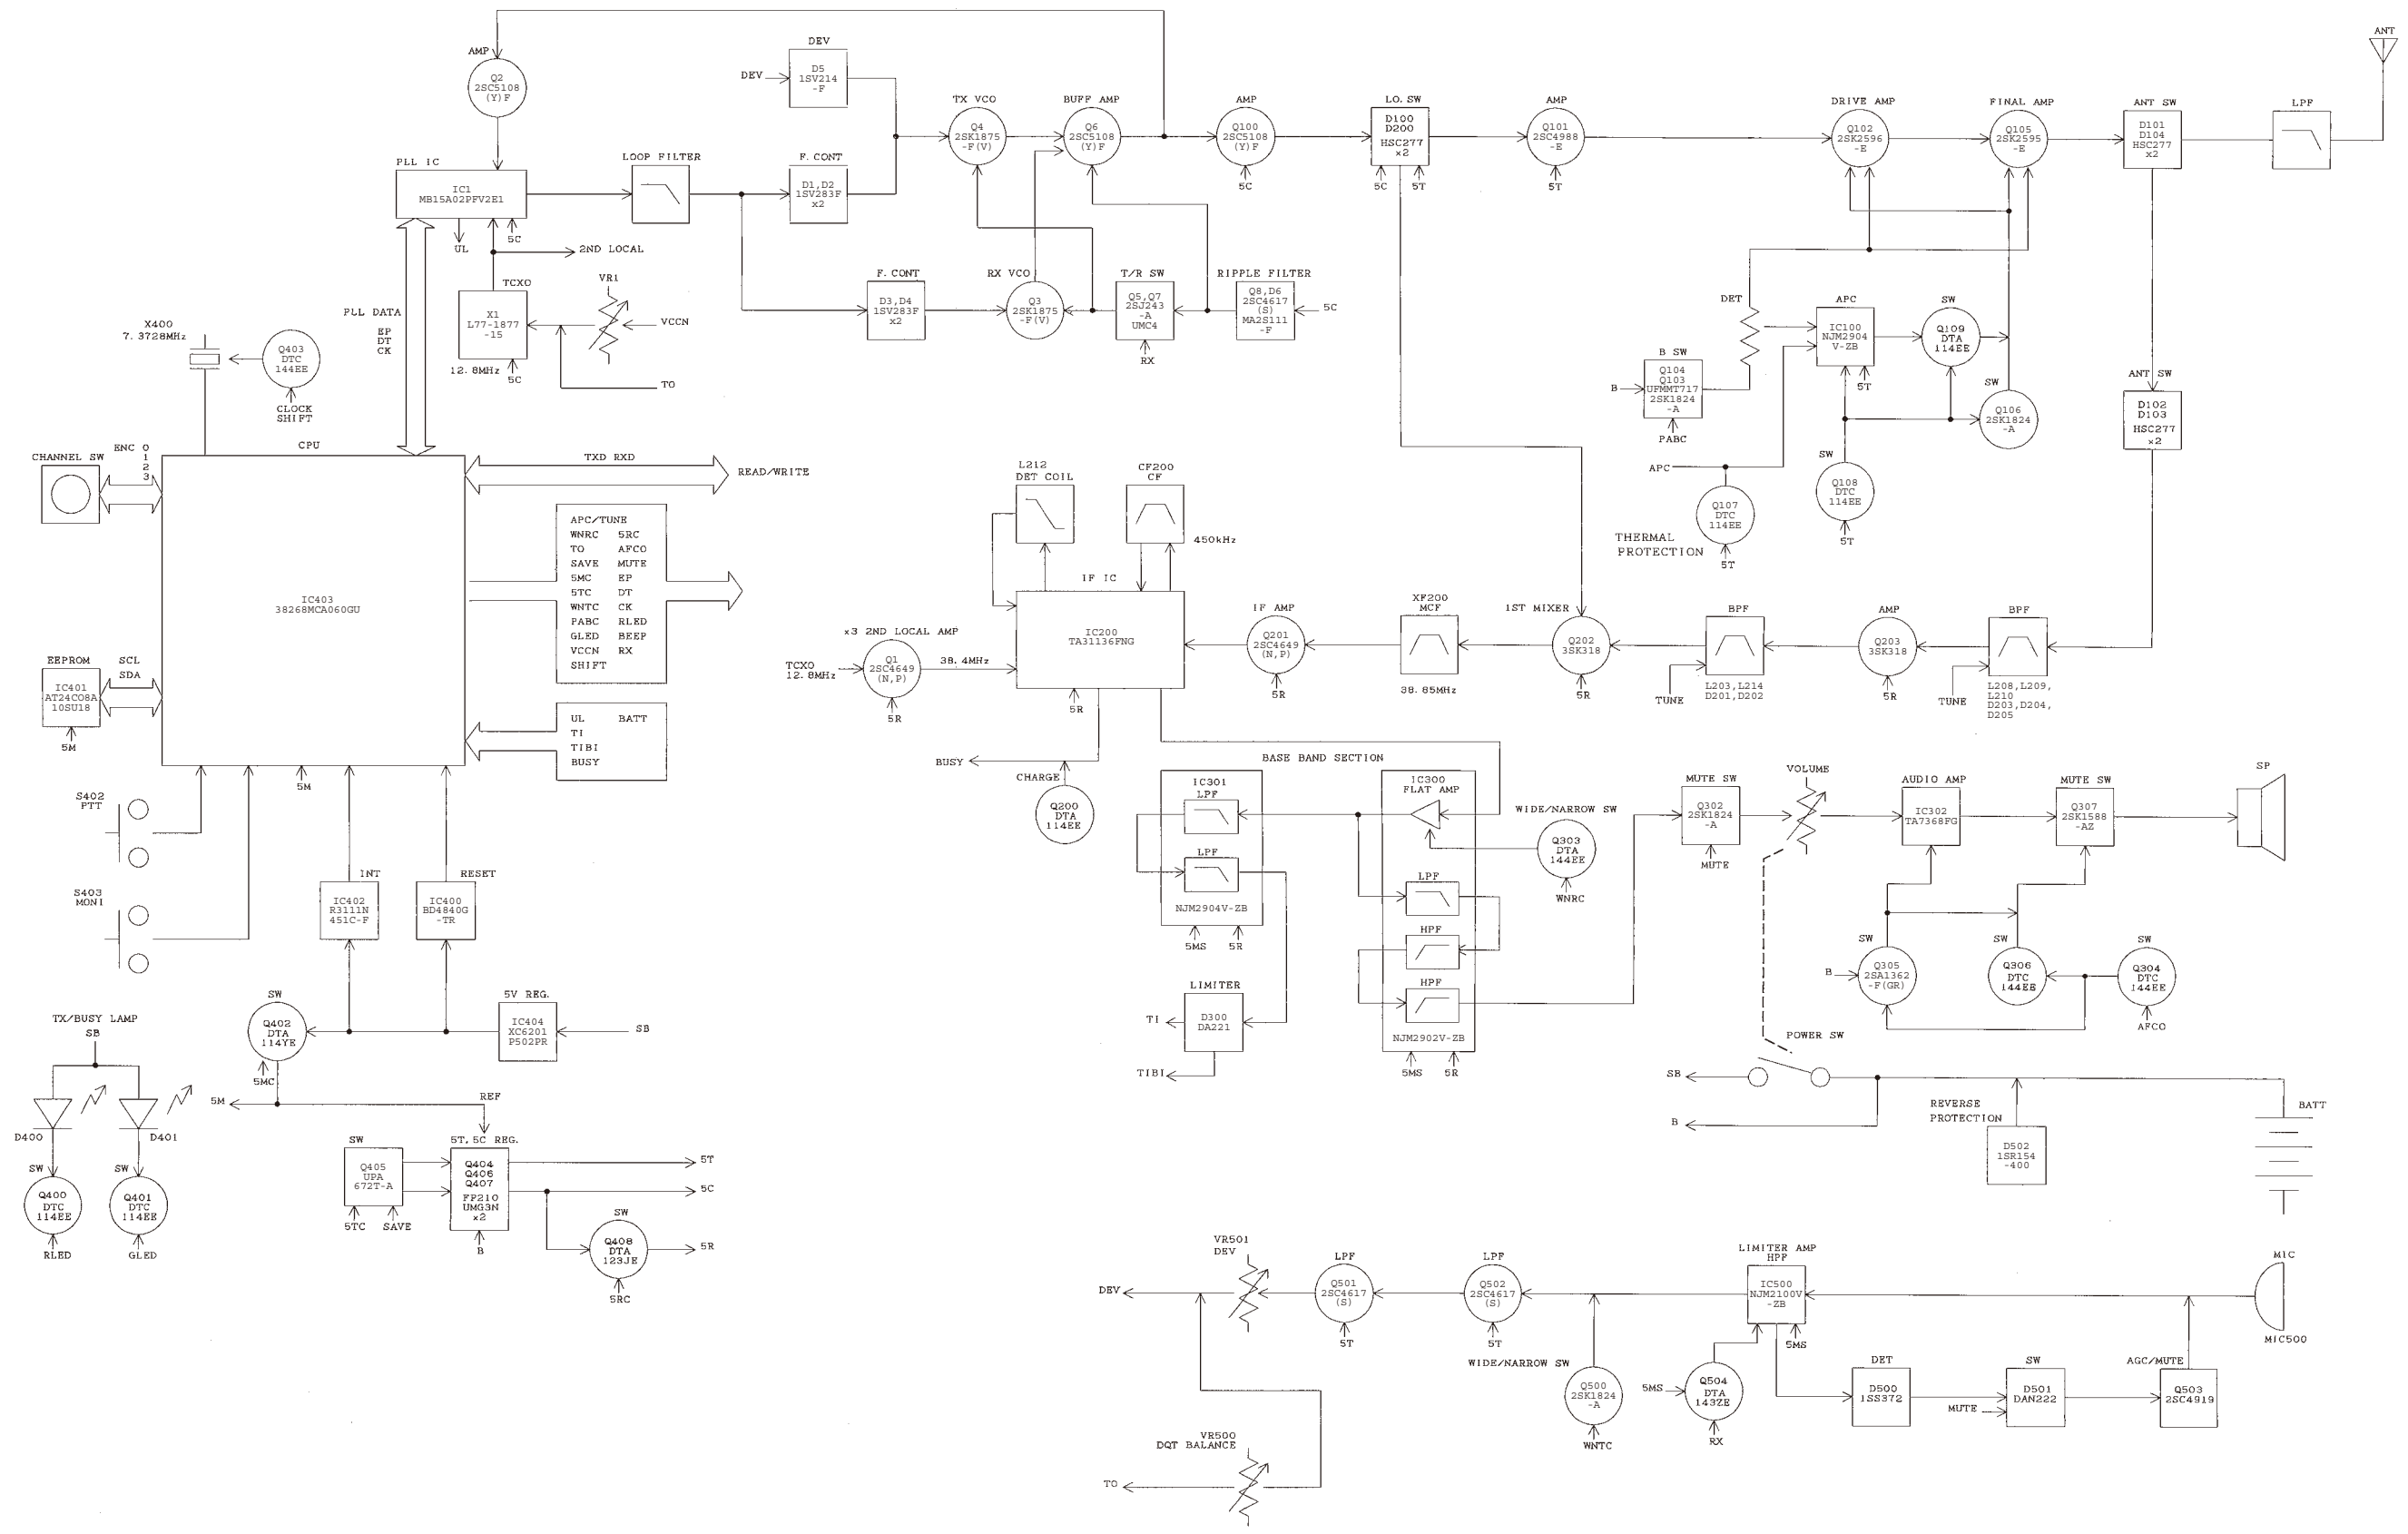 AMP
Q2
2SC5108
(Y)F
DEV
DEV
D5
1SV214
-F
TX VCO
Q4
2SK1875
-F(V)
BUFF AMP
Q6
2SC5108
(Y)F
AMP
Q100
2SC5108
(Y)F
5C
LO. SW
D100
D200
HSC277
x2
5C
5T
AMP
Q101
2SC4988
-E
5T
DRIVE AMP
Q102
2SK2596
-E
FINAL AMP
Q105
2SK2595
-E
ANT SW
D101
D104
HSC277
x2
LPF
ANT
PLL IC
IC1
MB15A02PFV2E1
UL
5C
2ND LOCAL
LOOP FILTER
F. CONT
D1,D2
1SV283F
x2
TCXO
X1
L77-1877
-15
12. 8MHz
5C
VR1
VCCN
TO
F. CONT
D3,D4
1SV283F
x2
RX VCO
Q3
2SK1875
-F(V)
T/R SW
Q5,Q7
2SJ243
-A
UMC4
RX
RIPPLE FILTER
Q8,D6
2SC4617
(S)
MA2S111
-F
5C
PLL DATA
EP
DT
CK
X400
7. 3728MHz
Q403
DTC
144EE
CLOCK
SHIFT
DET
APC
IC100
NJM2904
V-ZB
5T
SW
Q109
DTA
114EE
B SW
B
Q104
Q103
UFMMT717
2SK1824
-A
PABC
SW
Q106
2SK1824
-A
ANT SW
D102
D103
HSC277
x2
APC
SW
Q108
DTC
114EE
5T
Q107
DTC
114EE
5T
THERMAL
PROTECTION
CHANNEL SW
ENC 0
1
2
3
CPU
IC403
38268MCA060GU
TXD RXD
READ/WRITE
APC/TUNE
WNRC 5RC
TO AFCO
SAVE MUTE
5MC EP
5TC DT
WNTC CK
PABC RLED
GLED BEEP
VCCN RX
SHIFT
UL BATT
TI
TIBI
BUSY
EEPROM
IC401
AT24C08A
10SU18
5M
SCL
SDA
L212
DET COIL
CF200
CF
450kHz
IF IC
IC200
TA31136FNG
5R
x3 2ND LOCAL AMP
TCXO
12. 8MHz
Q1
2SC4649
(N,P)
38. 4MHz
5R
IF AMP
Q201
2SC4649
(N,P)
5R
XF200
MCF
38. 85MHz
1ST MIXER
Q202
3SK318
5R
BPF
TUNE
L203,L214
D201,D202
AMP
Q203
3SK318
5R
BPF
TUNE
L208,L209,
L210
D203,D204,
D205
BUSY
CHARGE
Q200
DTA
114EE
BASE BAND SECTION
IC301
LPF
LPF
NJM2904V-ZB
5MS
5R
IC300
FLAT AMP
LPF
HPF
HPF
NJM2902V-ZB
5MS
5R
WIDE/NARROW SW
Q303
DTA
144EE
WNRC
LIMITER
D300
DA221
TI
TIBI
MUTE SW
Q302
2SK1824
-A
MUTE
VOLUME
AUDIO AMP
IC302
TA7368FG
MUTE SW
Q307
2SK1588
-AZ
SP
SW
B
Q305
2SA1362
-F(GR)
SW
Q306
DTC
144EE
SW
Q304
DTC
144EE
AFCO
POWER SW
SB
B
REVERSE
PROTECTION
D502
1SR154
-400
BATT
S402
PTT
S403
MONI
5M
INT
IC402
R3111N
451C-F
RESET
IC400
BD4840G
-TR
SW
Q402
DTA
114YE
5MC
5V REG.
IC404
XC6201
P502PR
SB
5M
REF
TX/BUSY LAMP
SB
D400
D401
SW
Q400
DTC
114EE
RLED
SW
Q401
DTC
114EE
GLED
SW
Q405
UPA
672T-A
5TC
SAVE
5T, 5C REG.
Q404
Q406
Q407
FP210
UMG3N
x2
B
5T
5C
SW
Q408
DTA
123JE
5R
5RC
VR501
DEV
DEV
LPF
Q501
2SC4617
(S)
5T
LPF
Q502
2SC4617
(S)
5T
LIMITER AMP
HPF
IC500
NJM2100V
-ZB
5MS
MIC
MIC500
WIDE/NARROW SW
Q500
2SK1824
-A
WNTC
5MS
Q504
DTA
143ZE
RX
DET
D500
1SS372
SW
D501
DAN222
MUTE
AGC/MUTE
Q503
2SC4919
VR500
DQT BALANCE
TO